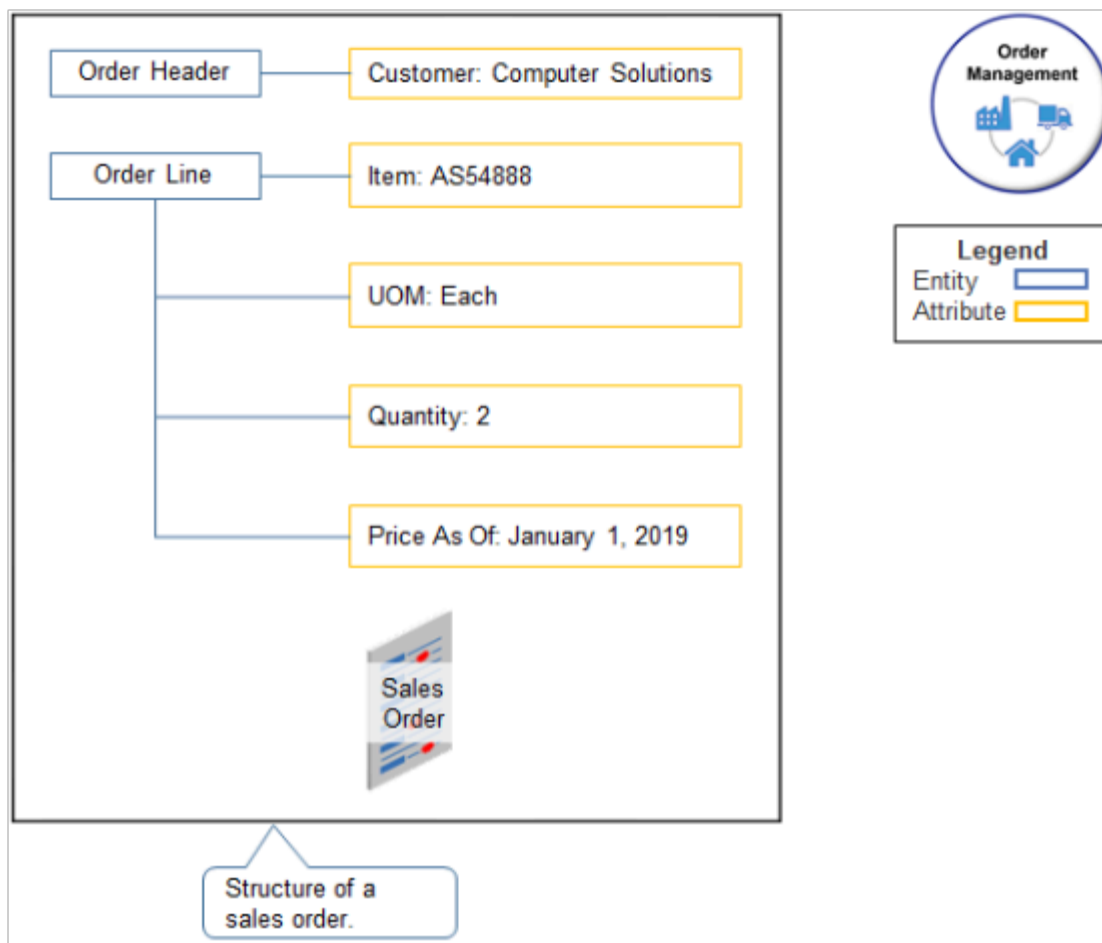 Order Header
Customer: Computer Solutions
Order Line
Item: AS54888
UOM: Each
Quantity: 2
Price As Of: January 1, 2019
Sales
Order
Structure of a
sales order.
Order
Management
Legend
Entity
Attribute